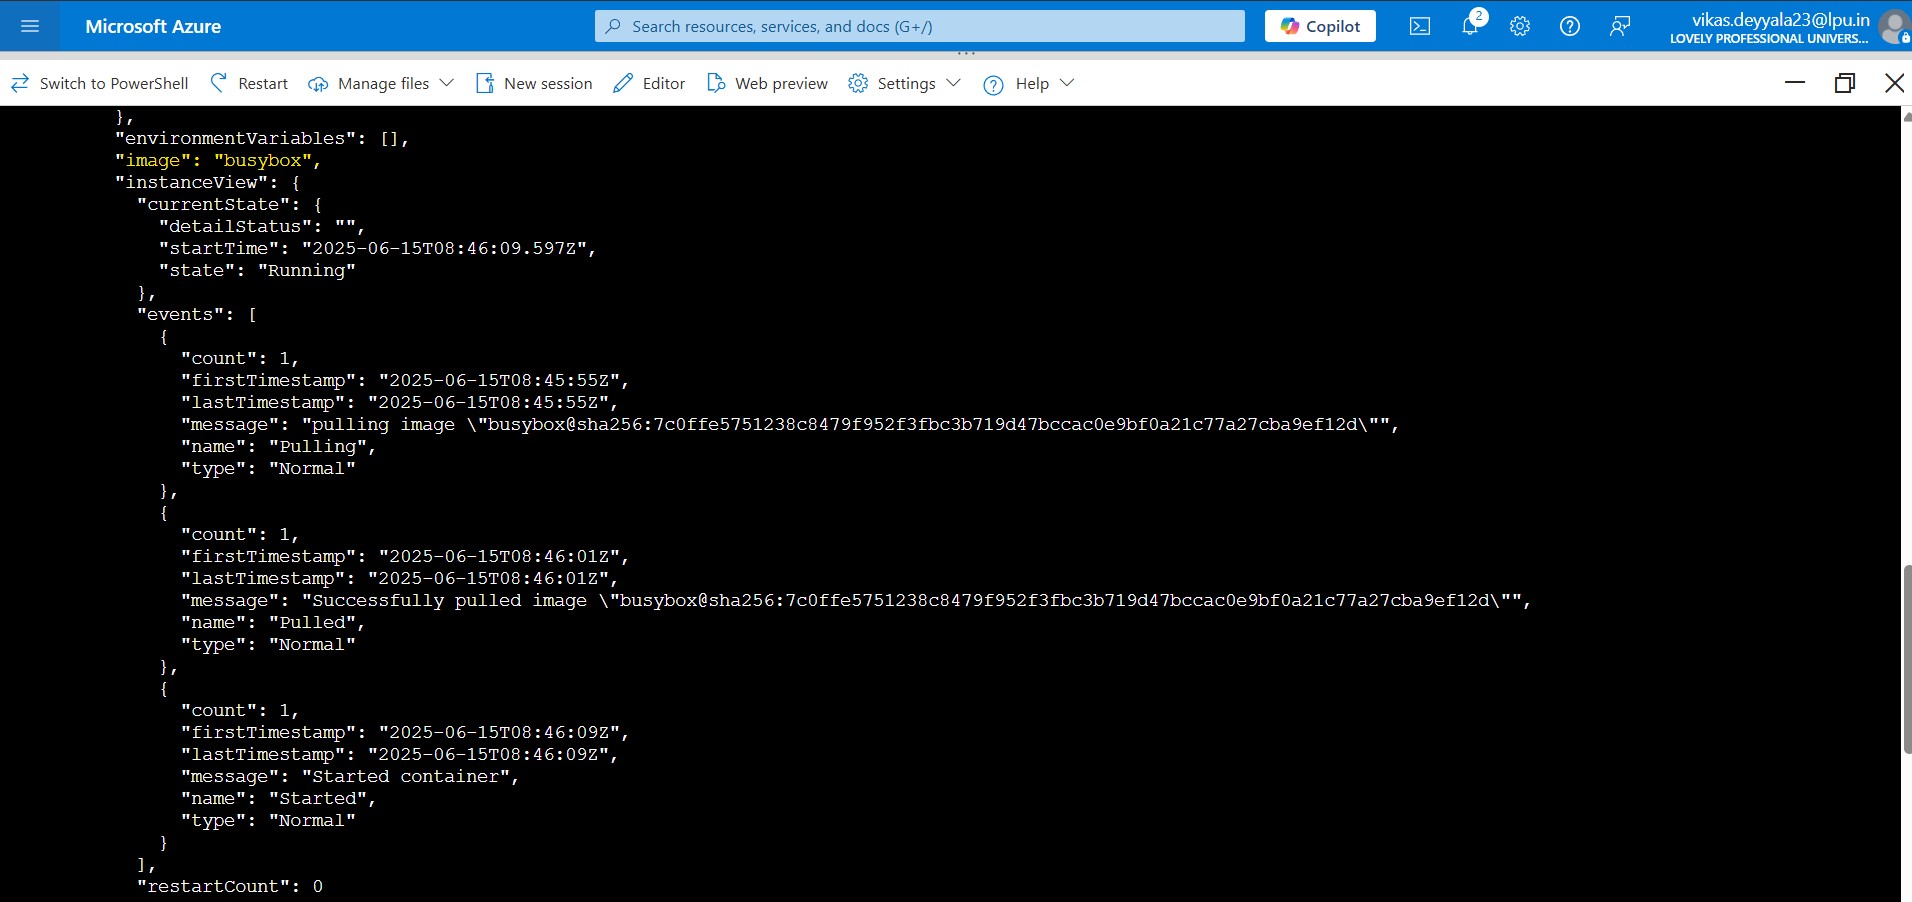 Microsoft Azure
Search resources, services, and docs (G+/)
Copilot
2
vikas.deyyala23@lpu.in
LOVELY PROFESSIONAL UNIVERS...
Switch to PowerShell
Restart
Manage files
New session
Editor
Web preview
Settings
Help
},
"environmentVariables": [],
"image": "busybox",
"instanceView": {
"currentState": {
"detailStatus": "",
"startTime": "2025-06-15T08:46:09.597Z",
"state": "Running"
},
"events": [
{
"count": 1,
"firstTimestamp": "2025-06-15T08:45:55Z",
"lastTimestamp": "2025-06-15T08:45:55Z",
"message": "pulling image \"busybox@sha256:7c0ffe5751238c8479f952f3fbc3b719d47bccac0e9bf0a21c77a27cba9ef12d\"",
"name": "Pulling",
"type": "Normal"
},
{
"count": 1,
"firstTimestamp": "2025-06-15T08:46:01Z",
"lastTimestamp": "2025-06-15T08:46:01Z",
"message": "Successfully pulled image \"busybox@sha256:7c0ffe5751238c8479f952f3fbc3b719d47bccac0e9bf0a21c77a27cba9ef12d\"",
"name": "Pulled",
"type": "Normal"
},
{
"count": 1,
"firstTimestamp": "2025-06-15T08:46:09Z",
"lastTimestamp": "2025-06-15T08:46:09Z",
"message": "Started container",
"name": "Started",
"type": "Normal"
}
],
"restartCount": 0